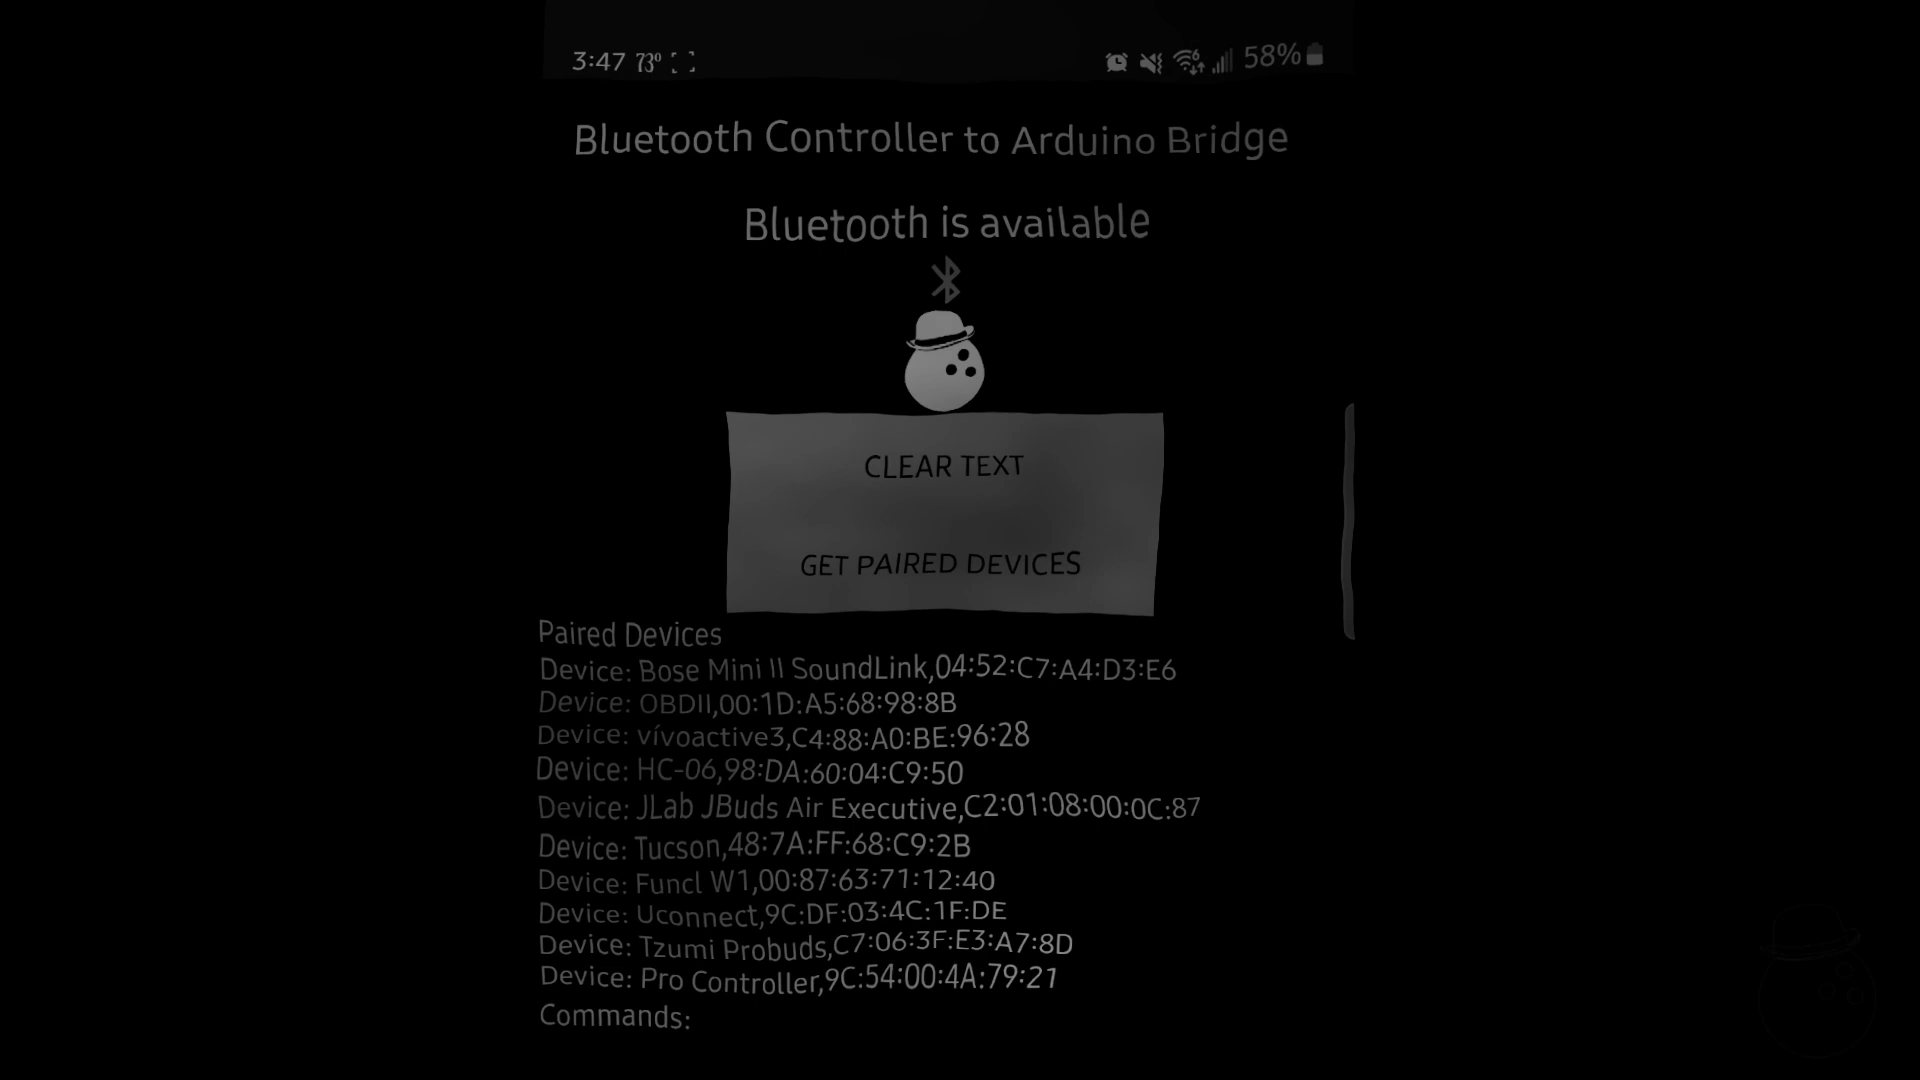 3:47 73° 58%
Bluetooth Controller to Arduino Bridge
Bluetooth is available
CLEAR TEXT
GET PAIRED DEVICES
Paired Devices
Device: Bose Mini II SoundLink,04:52:C7:A4:D3:E6
Device: OBDII,00:1D:A5:68:98:8B
Device: vívoactive3,C4:88:A0:BE:96:28
Device: HC-06,98:DA:60:04:C9:50
Device: JLab JBuds Air Executive,C2:01:08:00:0C:87
Device: Tucson,48:7A:FF:68:C9:2B
Device: Funcl W1,00:87:63:71:12:40
Device: Uconnect,9C:DF:03:4C:1F:DE
Device: Tzumi Probuds,C7:06:3F:E3:A7:8D
Device: Pro Controller,9C:54:00:4A:79:21
Commands: